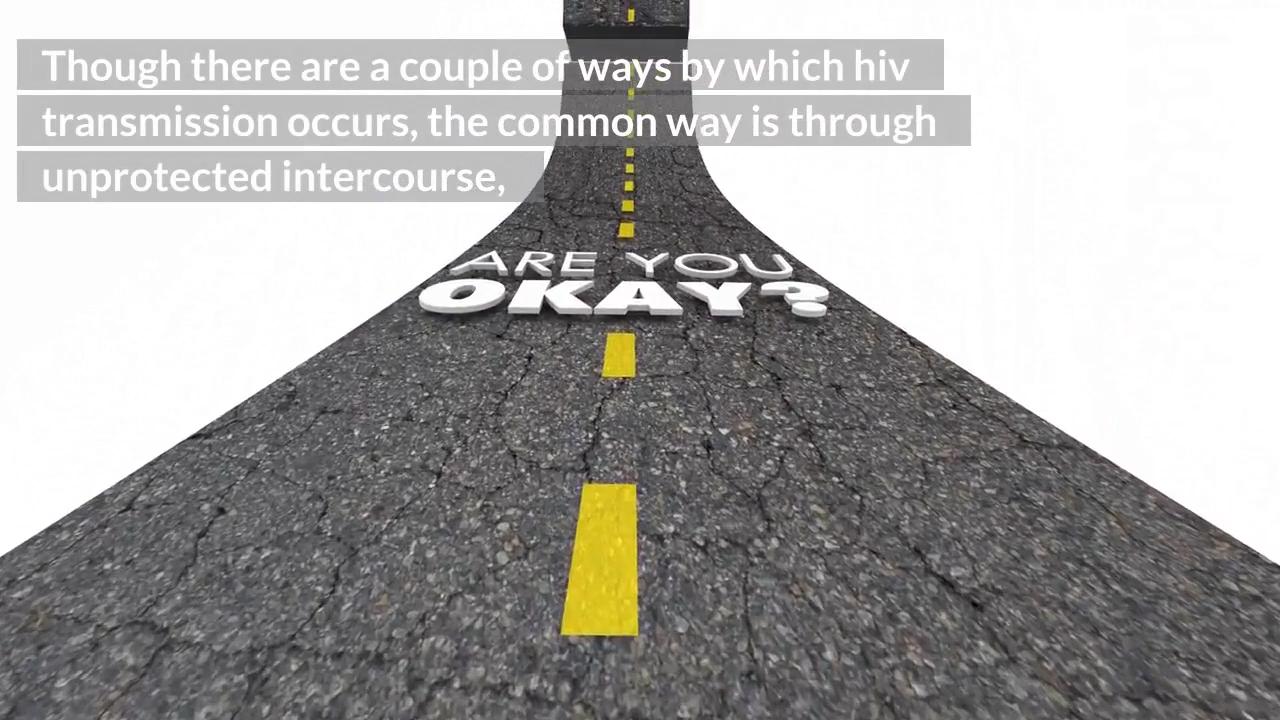 Though there are a couple of ways by which hiv
transmission occurs, the common way is through
unprotected intercourse,
ARE YOU
OKAY?